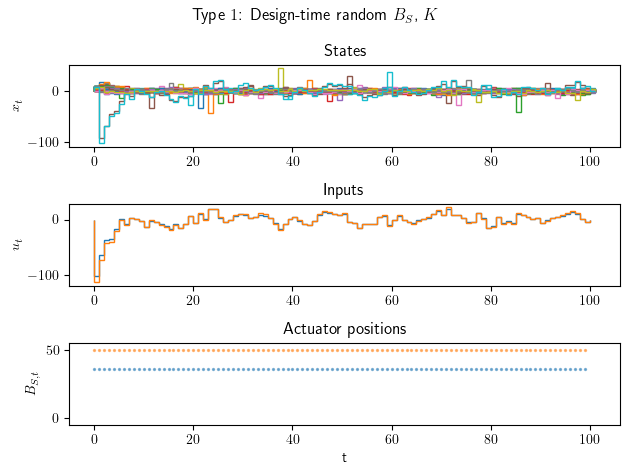 Type 1: Design-time random $B_S$, $K$
States
$x_t$
0
−100
0 20 40 60 80 100
Inputs
$u_t$
0
−100
0 20 40 60 80 100
Actuator positions
$B_{S,t}$
50
0
0 20 40 60 80 100
t